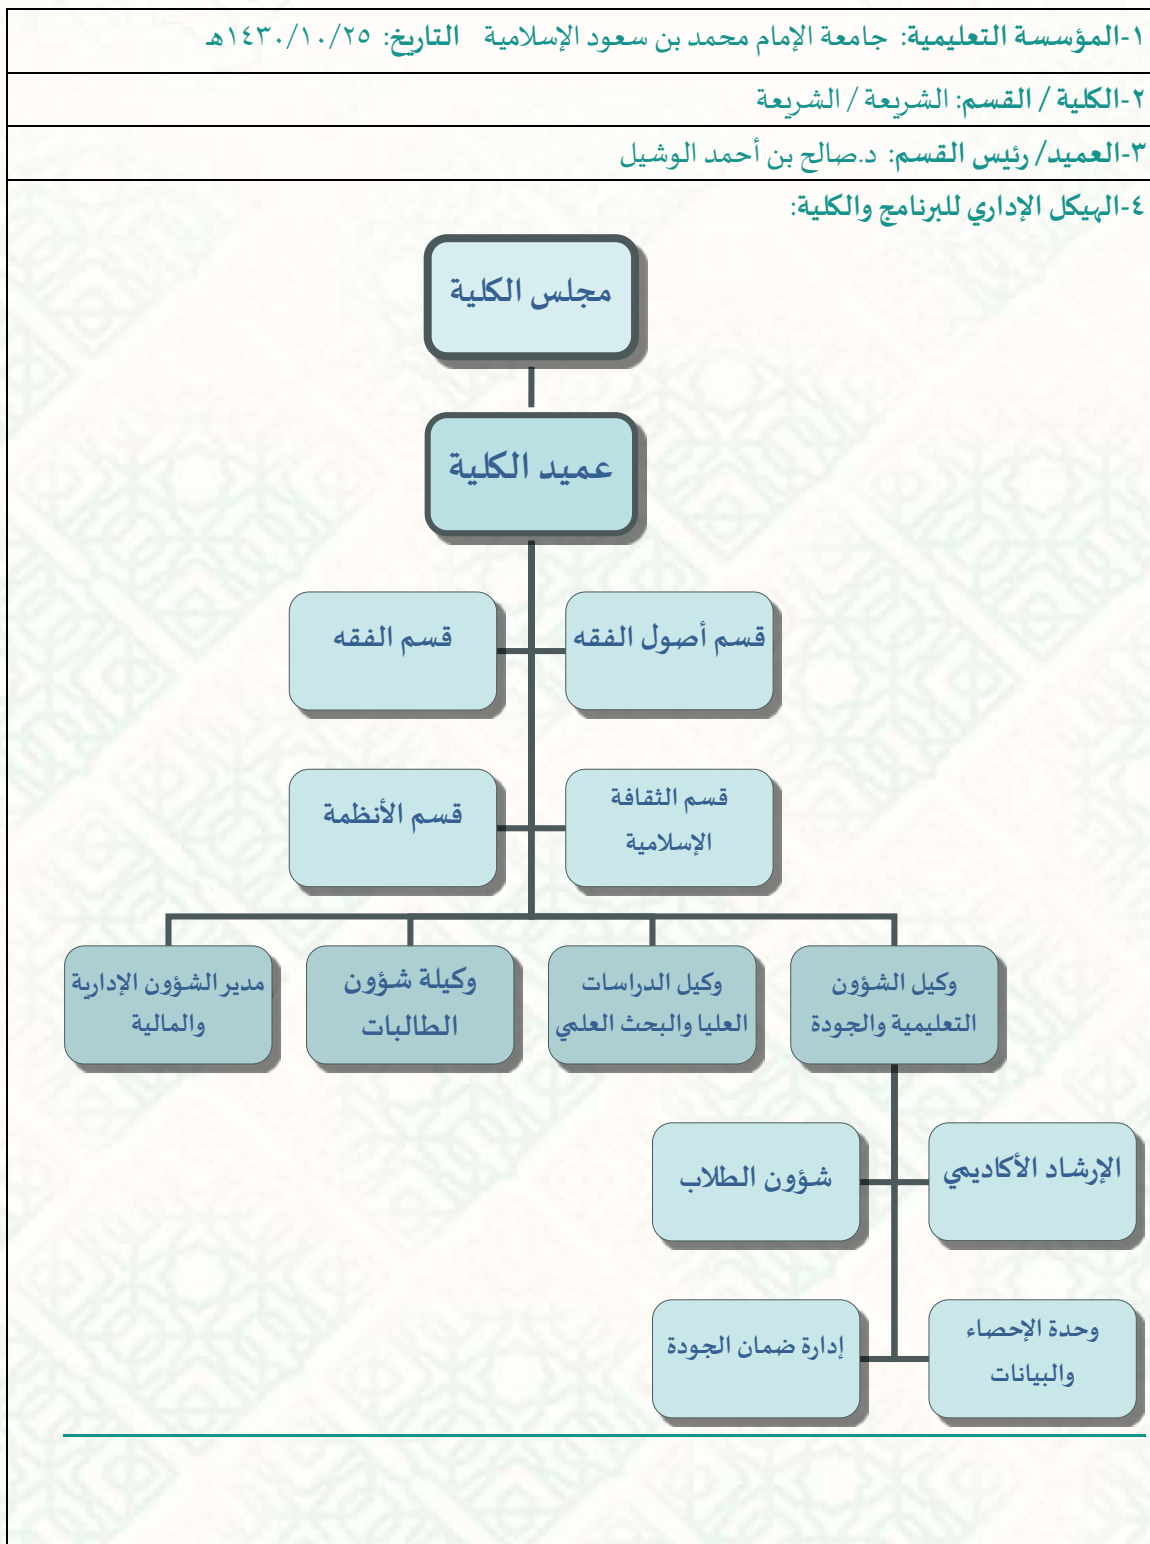 ١-المؤسسة التعليمية: جامعة الإمام محمد بن سعود الإسلامية التاريخ: ١٤٣٠/١٠/٢٥هـ
٢-الكلية / القسم: الشريعة / الشريعة
٣-العميد/ رئيس القسم: د.صالح بن أحمد الوشيل
٤-الهيكل الإداري للبرنامج والكلية:
مجلس الكلية
عميد الكلية
قسم أصول الفقه
قسم الفقه
قسم الثقافة
الإسلامية
قسم الأنظمة
وكيل الشؤون
التعليمية والجودة
وكيل الدراسات
العليا والبحث العلمي
وكيلة شؤون
الطالبات
مدير الشؤون الإدارية
والمالية
الإرشاد الأكاديمي
شؤون الطلاب
وحدة الإحصاء
والبيانات
إدارة ضمان الجودة